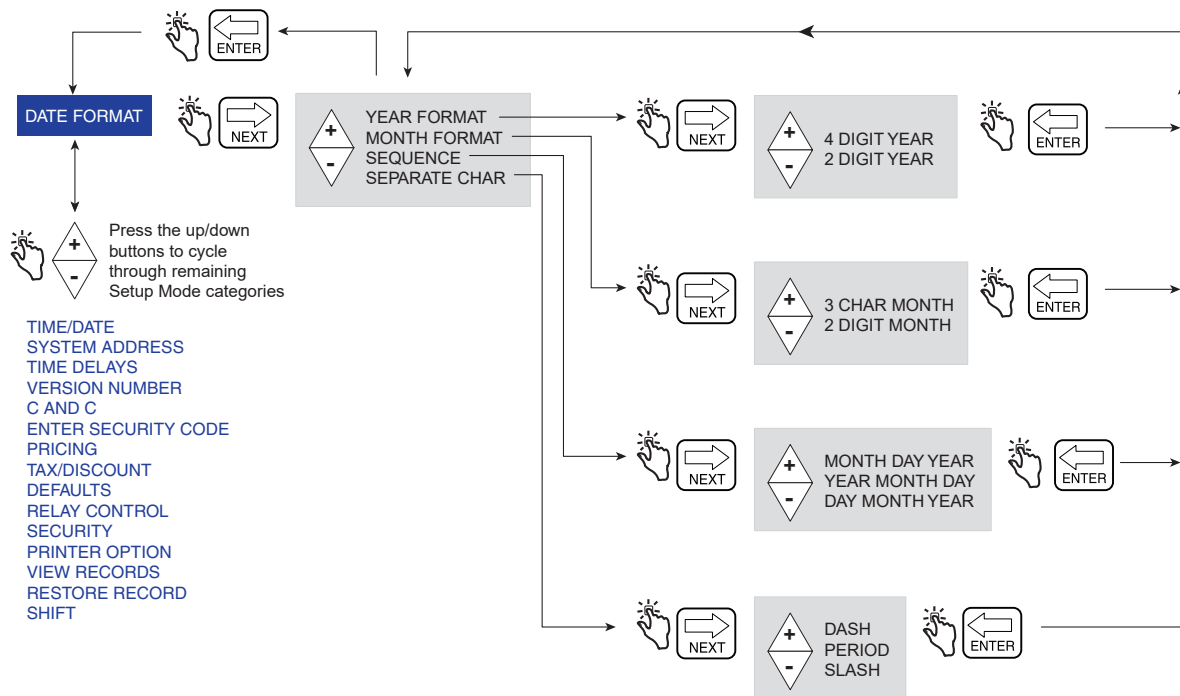 ENTER
DATE FORMAT
NEXT
+
-
YEAR FORMAT
MONTH FORMAT
SEQUENCE
SEPARATE CHAR
NEXT
+
-
4 DIGIT YEAR
2 DIGIT YEAR
ENTER
+
-
Press the up/down
buttons to cycle
through remaining
Setup Mode categories
NEXT
+
-
3 CHAR MONTH
2 DIGIT MONTH
ENTER
TIME/DATE
SYSTEM ADDRESS
TIME DELAYS
VERSION NUMBER
C AND C
ENTER SECURITY CODE
PRICING
TAX/DISCOUNT
DEFAULTS
RELAY CONTROL
SECURITY
PRINTER OPTION
VIEW RECORDS
RESTORE RECORD
SHIFT
NEXT
+
-
MONTH DAY YEAR
YEAR MONTH DAY
DAY MONTH YEAR
ENTER
NEXT
+
-
DASH
PERIOD
SLASH
ENTER